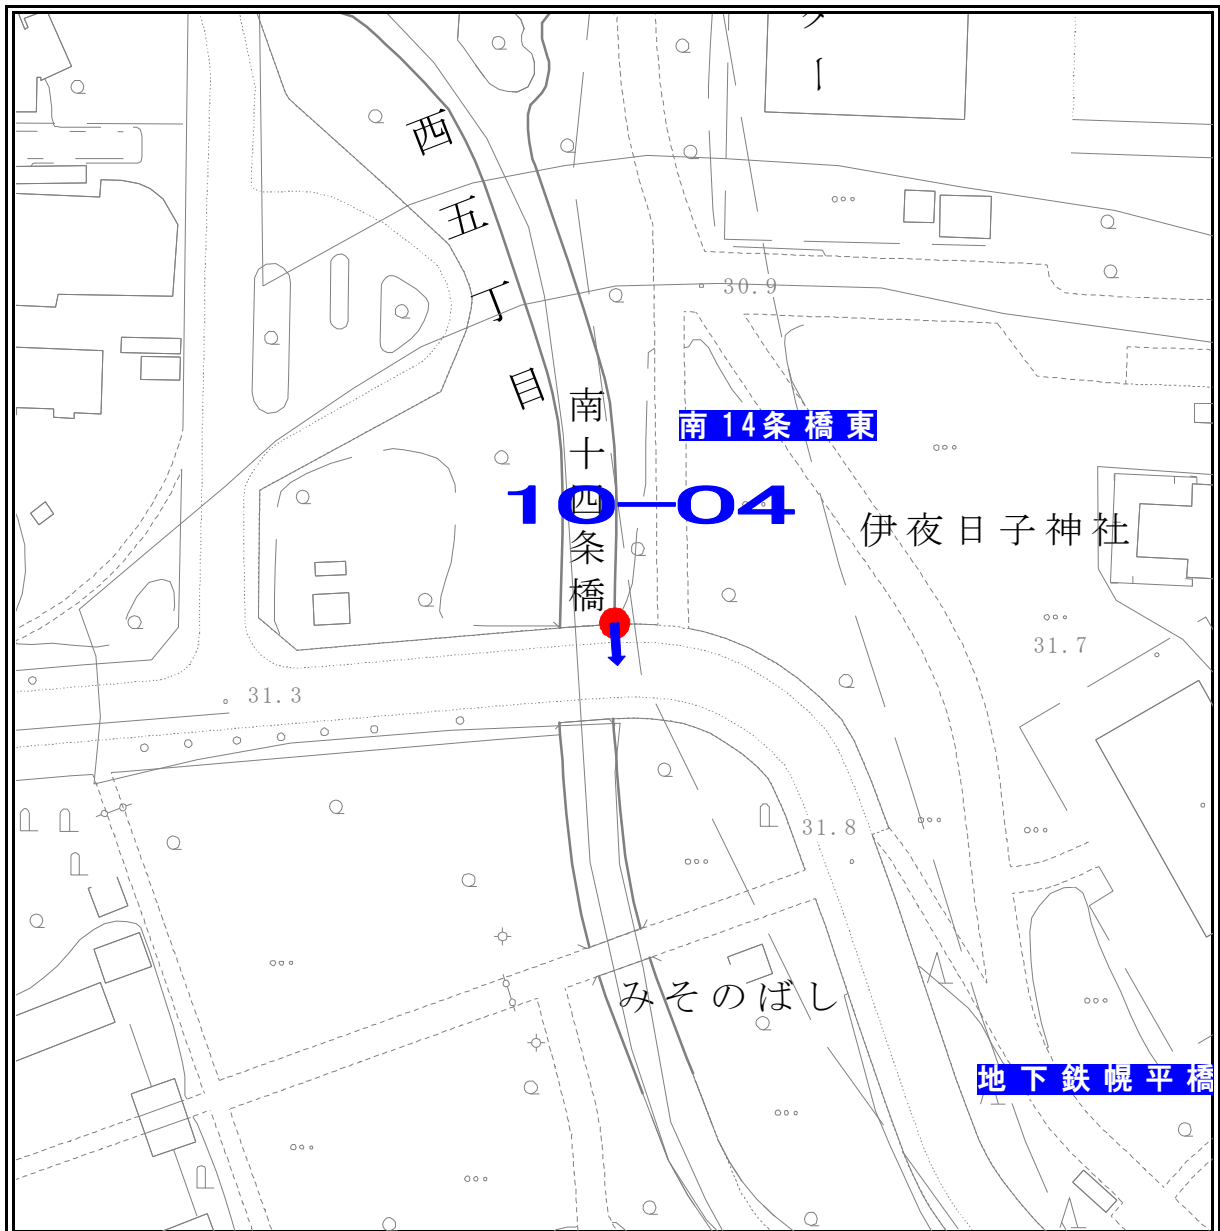 ター
西五丁目
30.9
南十四条橋
南14条橋東
10-04
伊夜日子神社
31.7
31.3
31.8
みそのばし
地下鉄幌平橋